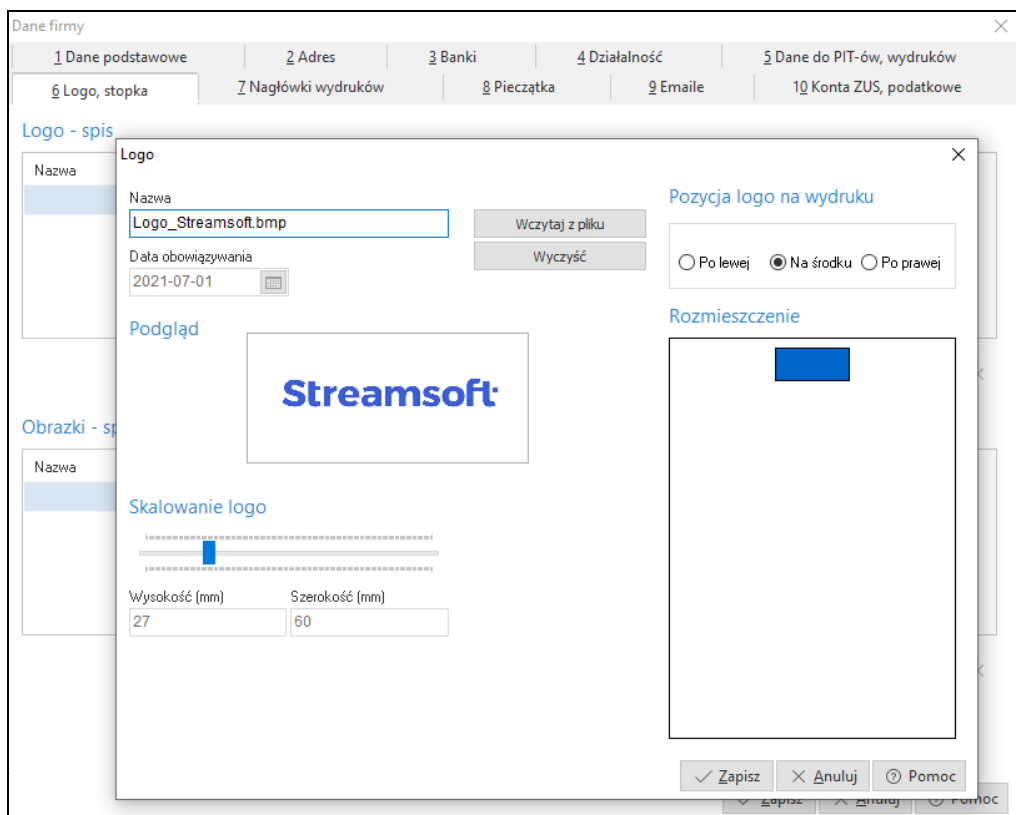 Dane firmy
1 Dane podstawowe
2 Adres
3 Banki
4 Działalność
5 Dane do PIT-ów, wydruków
6 Logo, stopka
7 Nagłówki wydruków
8 Pieczątka
9 Emaile
10 Konta ZUS, podatkowe
Logo - spis
Nazwa
Logo
Nazwa
Logo_Streamsoft.bmp
Wczytaj z pliku
Wyczyść
Data obowiązywania
2021-07-01
Pozycja logo na wydruku
Po lewej
Na środku
Po prawej
Podgląd
Streamsoft
Rozmieszczenie
Obrazki - sp
Nazwa
Skalowanie logo
Wysokość (mm)
Szerokość (mm)
27
60
Zapisz
Anuluj
Pomoc
Zapisz
Anuluj
Pomoc